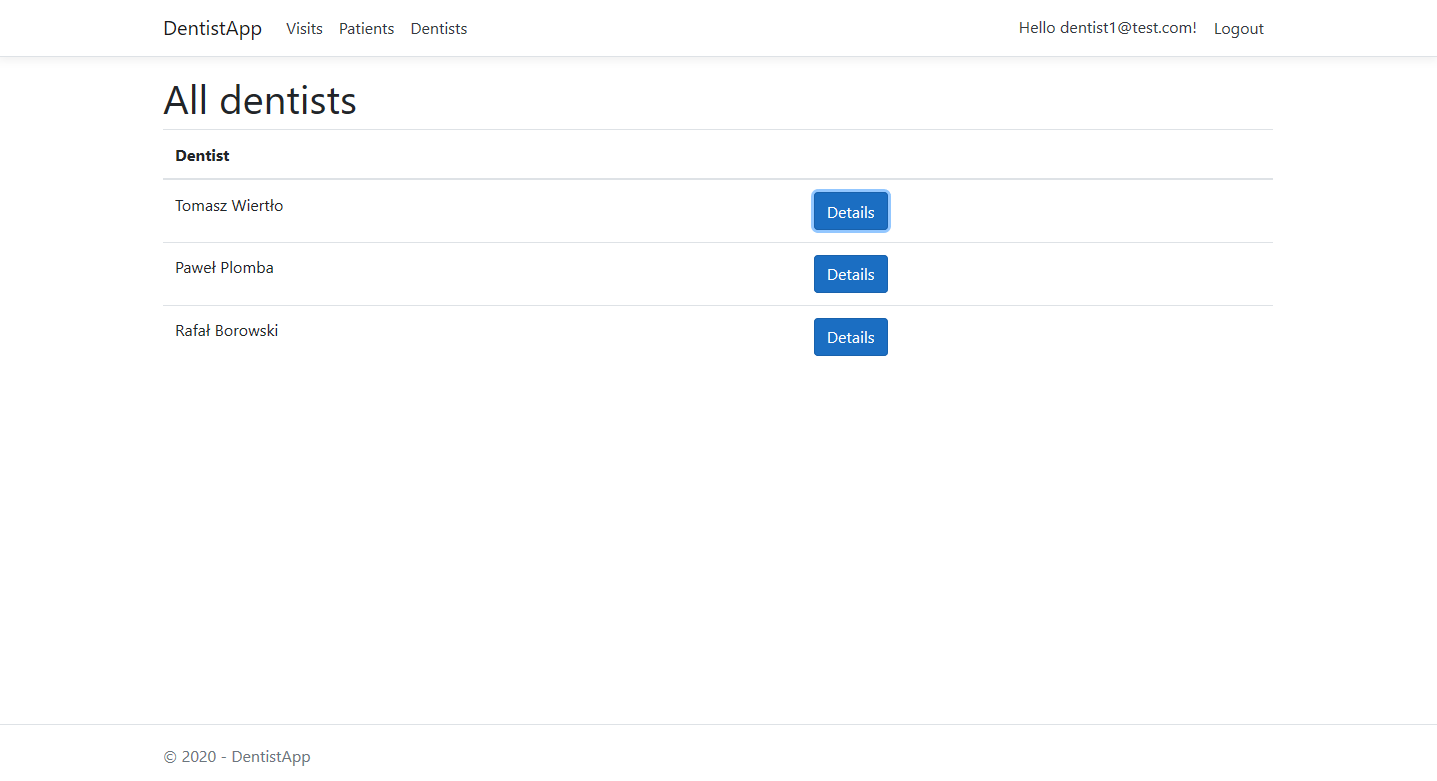 DentistApp Visits Patients Dentists Hello dentist1@test.com! Logout
All dentists
Dentist
Tomasz Wiertło Details
Paweł Plomba Details
Rafał Borowski Details
© 2020 - DentistApp